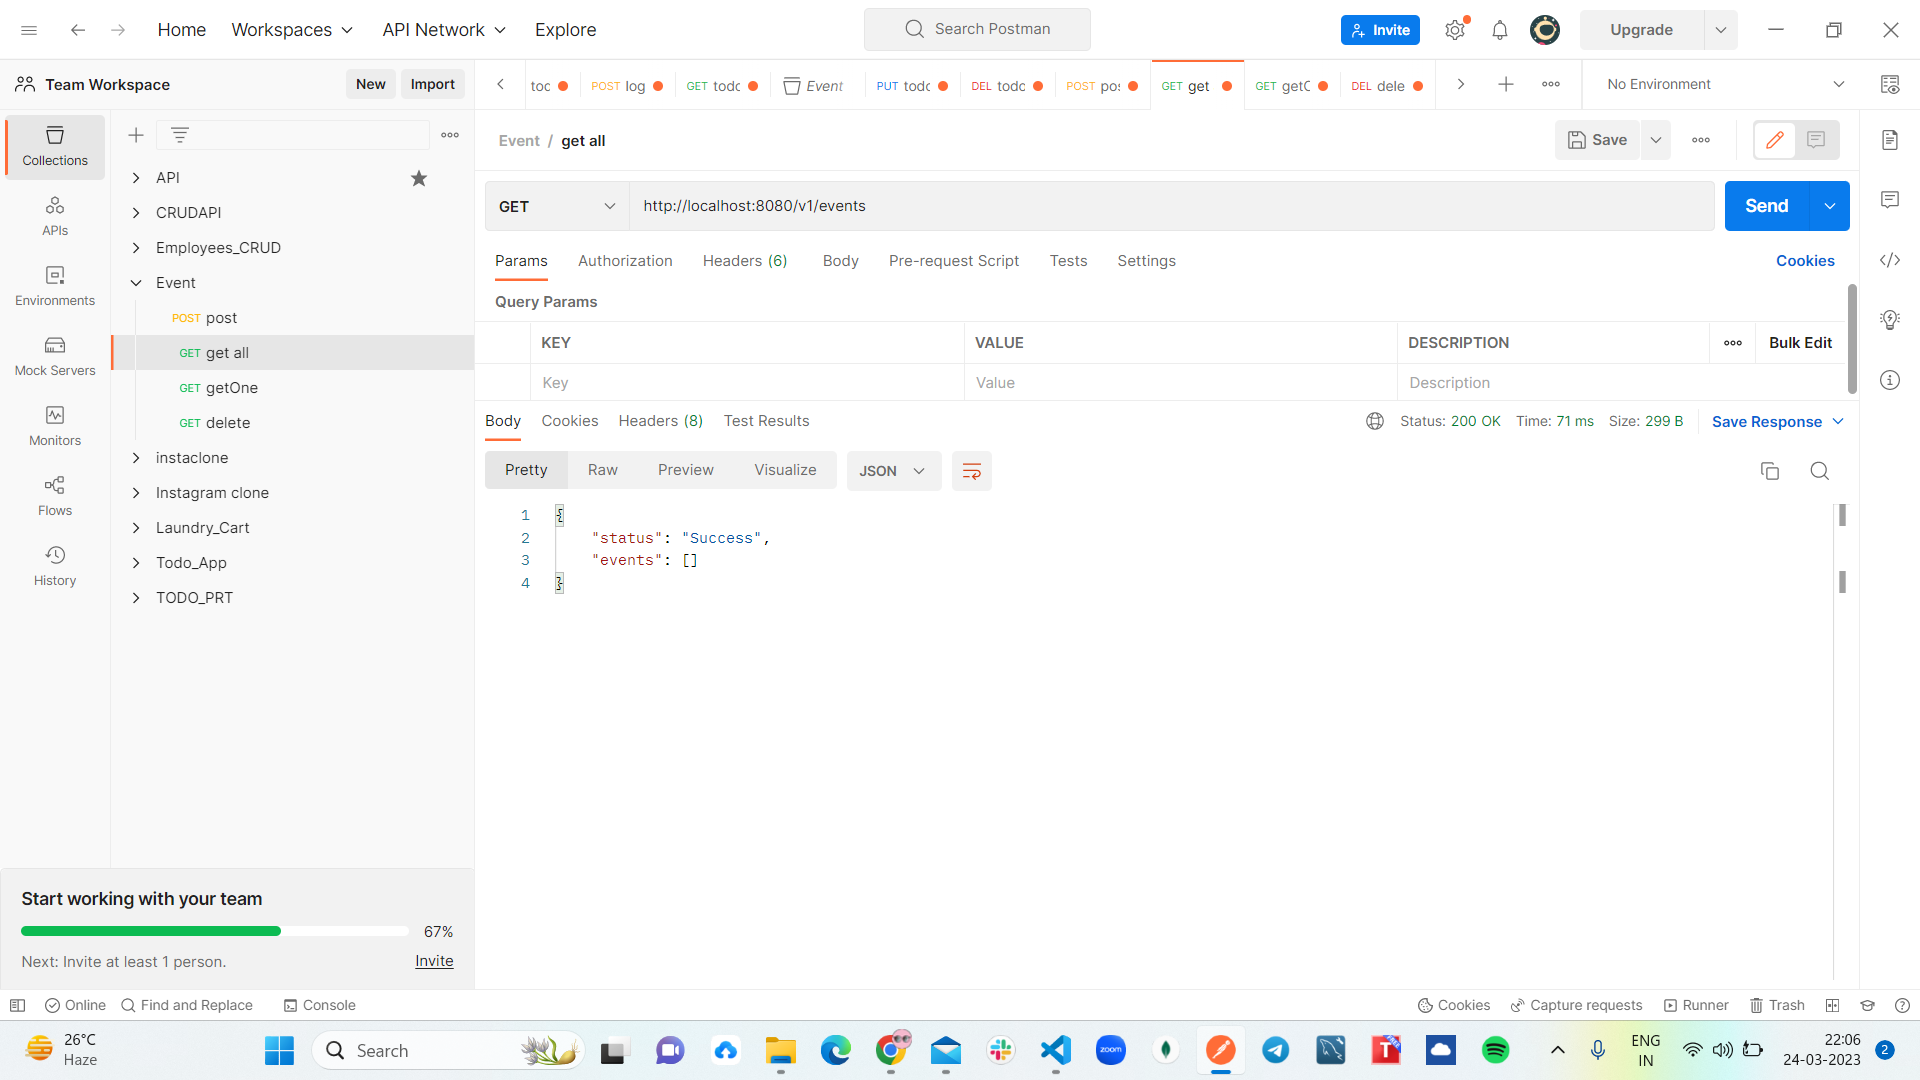 Home
Workspaces
API Network
Explore
Search Postman
Invite
Upgrade
Team Workspace
New
Import
toc
POST log
GET todc
Event
PUT todc
DEL todc
POST po
GET get
GET get
DEL dele
No Environment
Collections
APIs
Environments
Mock Servers
Monitors
Flows
History
API
CRUDAPI
Employees_CRUD
Event
POST post
GET get all
GET getOne
GET delete
instaclone
Instagram clone
Laundry_Cart
Todo_App
TODO_PRT
Event / get all
Save
GET
http://localhost:8080/v1/events
Send
Params
Authorization
Headers (6)
Body
Pre-request Script
Tests
Settings
Cookies
Query Params
KEY
VALUE
DESCRIPTION
Bulk Edit
Key
Value
Description
Body
Cookies
Headers (8)
Test Results
Status: 200 OK
Time: 71 ms
Size: 299 B
Save Response
Pretty
Raw
Preview
Visualize
JSON
1 {
2 "status": "Success",
3 "events": []
4 }
Start working with your team
67%
Next: Invite at least 1 person.
Invite
Online
Find and Replace
Console
Cookies
Capture requests
Runner
Trash
26°C
Haze
Search
zoom
T
FREE
ENG
IN
22:06
24-03-2023
2